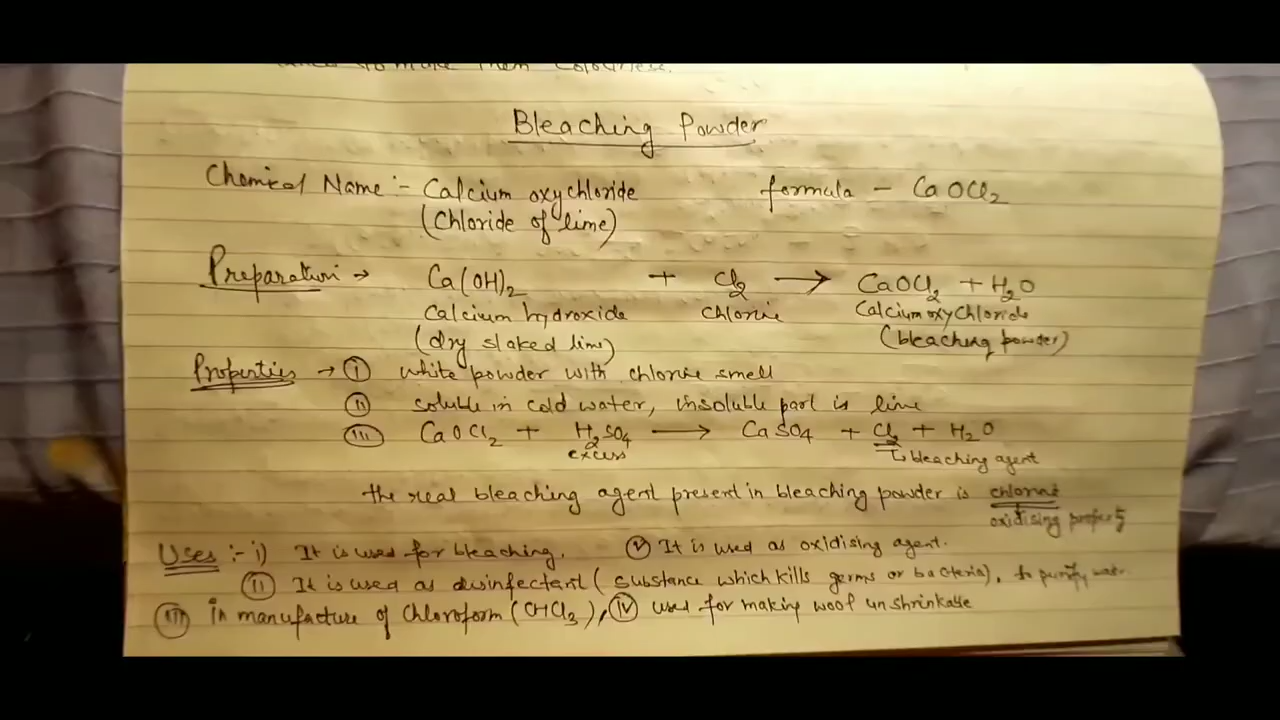 to make them colourless.
Bleaching Powder
Chemical Name :- Calcium oxychloride formula - CaOCl2
(Chloride of lime)
Preparation → Ca(OH)2 + Cl2 → CaOCl2 + H2O
Calcium hydroxide chlorine Calcium oxychloride
(dry slaked lime) (bleaching powder)
Properties → (i) white powder with chlorine smell
(ii) soluble in cold water, insoluble part is lime
(iii) CaOCl2 + H2SO4 → CaSO4 + Cl2 + H2O
excess ↳ bleaching agent
the real bleaching agent present in bleaching powder is chlorine
oxidising property
Uses :- i) It is used for bleaching. (V) It is used as oxidising agent.
(ii) It is used as disinfectant (substance which kills germs or bacteria), to purify
(iii) in manufacture of chloroform (CHCl3), (iv) used for making woof unshrinkable